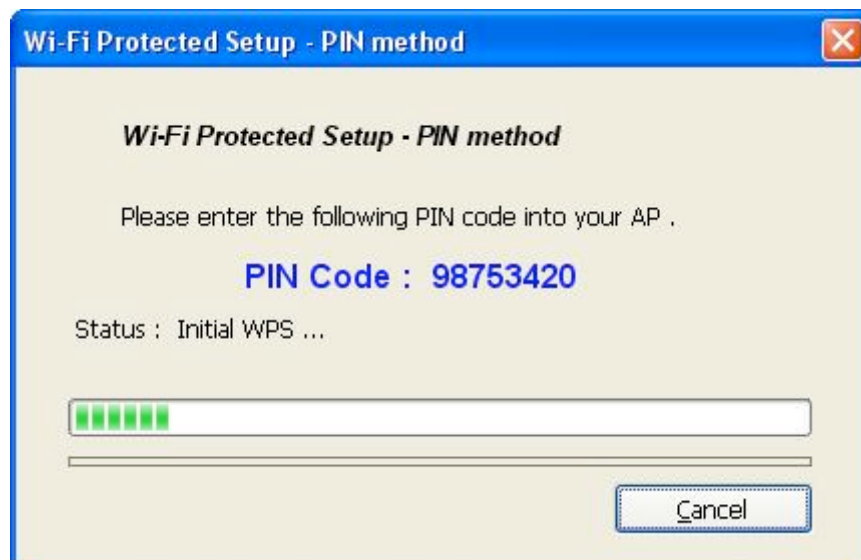 Wi-Fi Protected Setup - PIN method
Wi-Fi Protected Setup - PIN method
Please enter the following PIN code into your AP .
PIN Code :  98753420
Status :  Initial WPS ...
Cancel